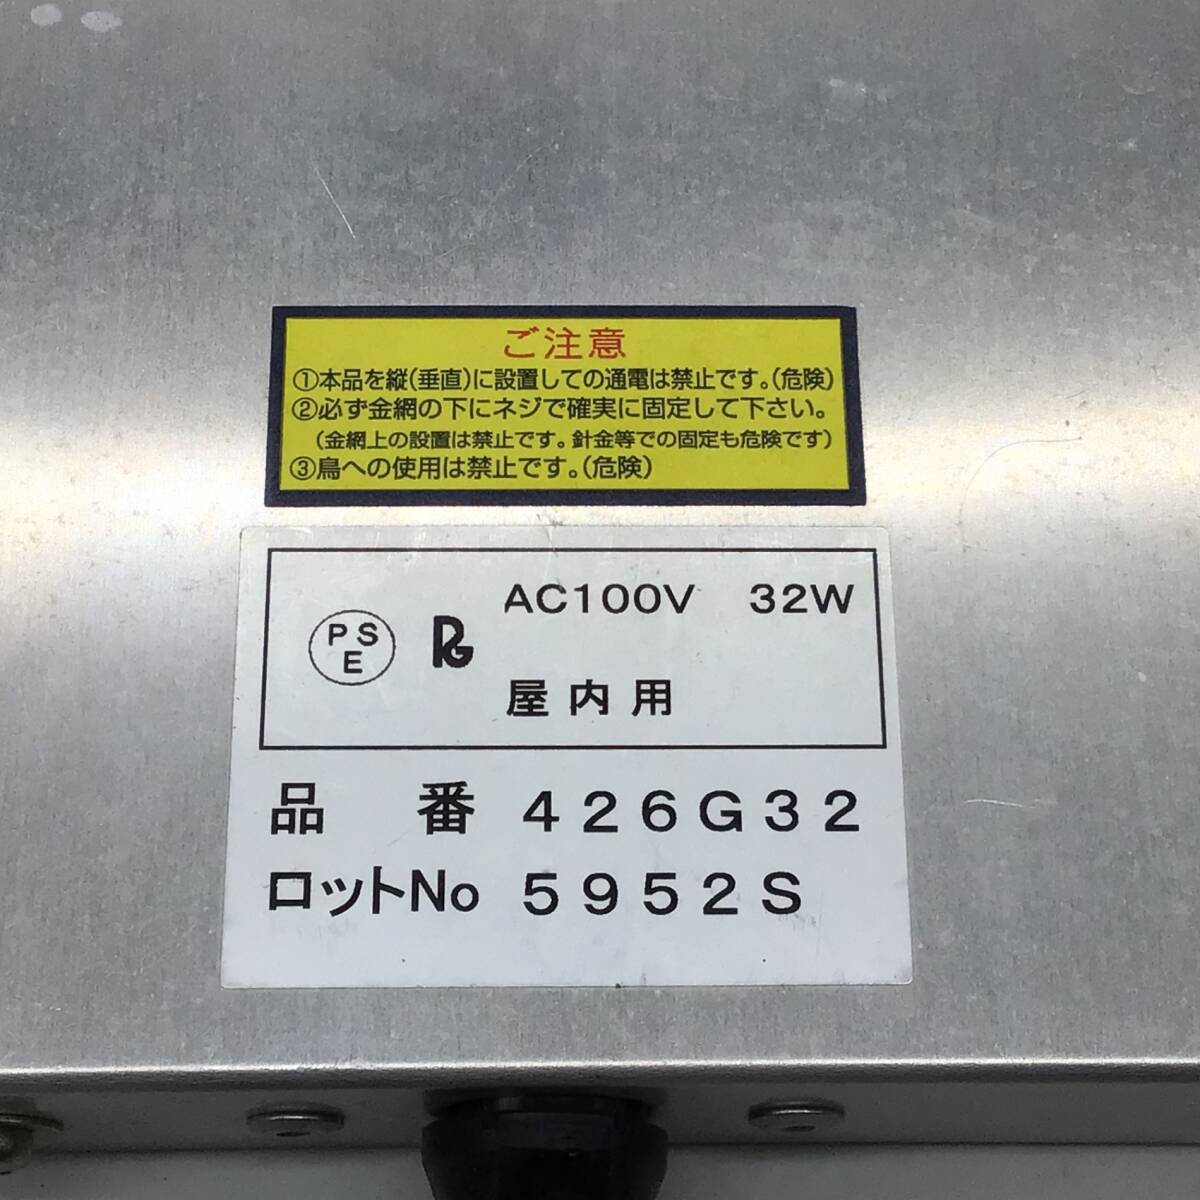 ご注意
①本品を縦(垂直)に設置しての通電は禁止です。(危険)
②必ず金網の下にネジで確実に固定して下さい。
(金網上の設置は禁止です。針金等での固定も危険です)
③鳥への使用は禁止です。(危険)
AC100V 32W
PS
E
屋内用
品 番 426G32
ロットNo 5952S